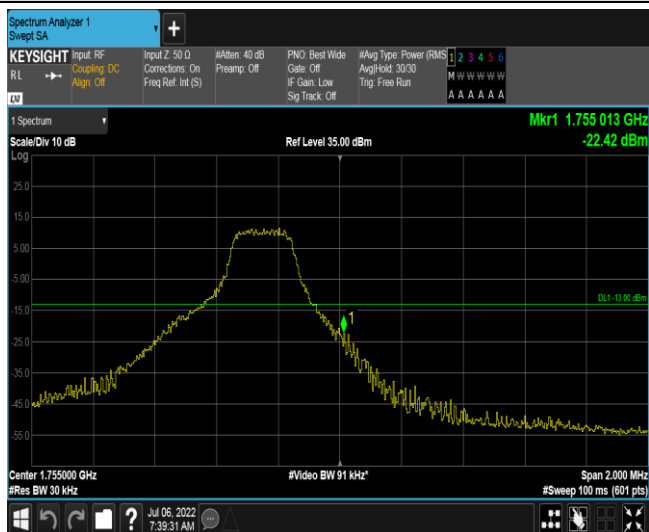 Spectrum Analyzer 1
Swept SA
+
KEYSIGHT
RL
LXI
Input: RF
Coupling: DC
Align: Off
Input Z: 50 Ω
Corrections: On
Freq Ref: Int (S)
#Atten: 40 dB
Preamp: Off
PNO: Best Wide
Gate: Off
IF Gain: Low
Sig Track: Off
#Avg Type: Power (RMS
Avg|Hold: 30/30
Trig: Free Run
1 2 3 4 5 6
M W W W W W
A A A A A A
1 Spectrum
Mkr1 1.755 013 GHz
-22.42 dBm
Scale/Div 10 dB
Ref Level 35.00 dBm
Log
25.0
15.0
5.00
-5.00
DL1 -13.00 dBm
-15.0
1
-25.0
-35.0
-45.0
-55.0
Center 1.755000 GHz
#Video BW 91 kHz*
Span 2.000 MHz
#Res BW 30 kHz
#Sweep 100 ms (601 pts)
?
Jul 06, 2022
7:39:31 AM